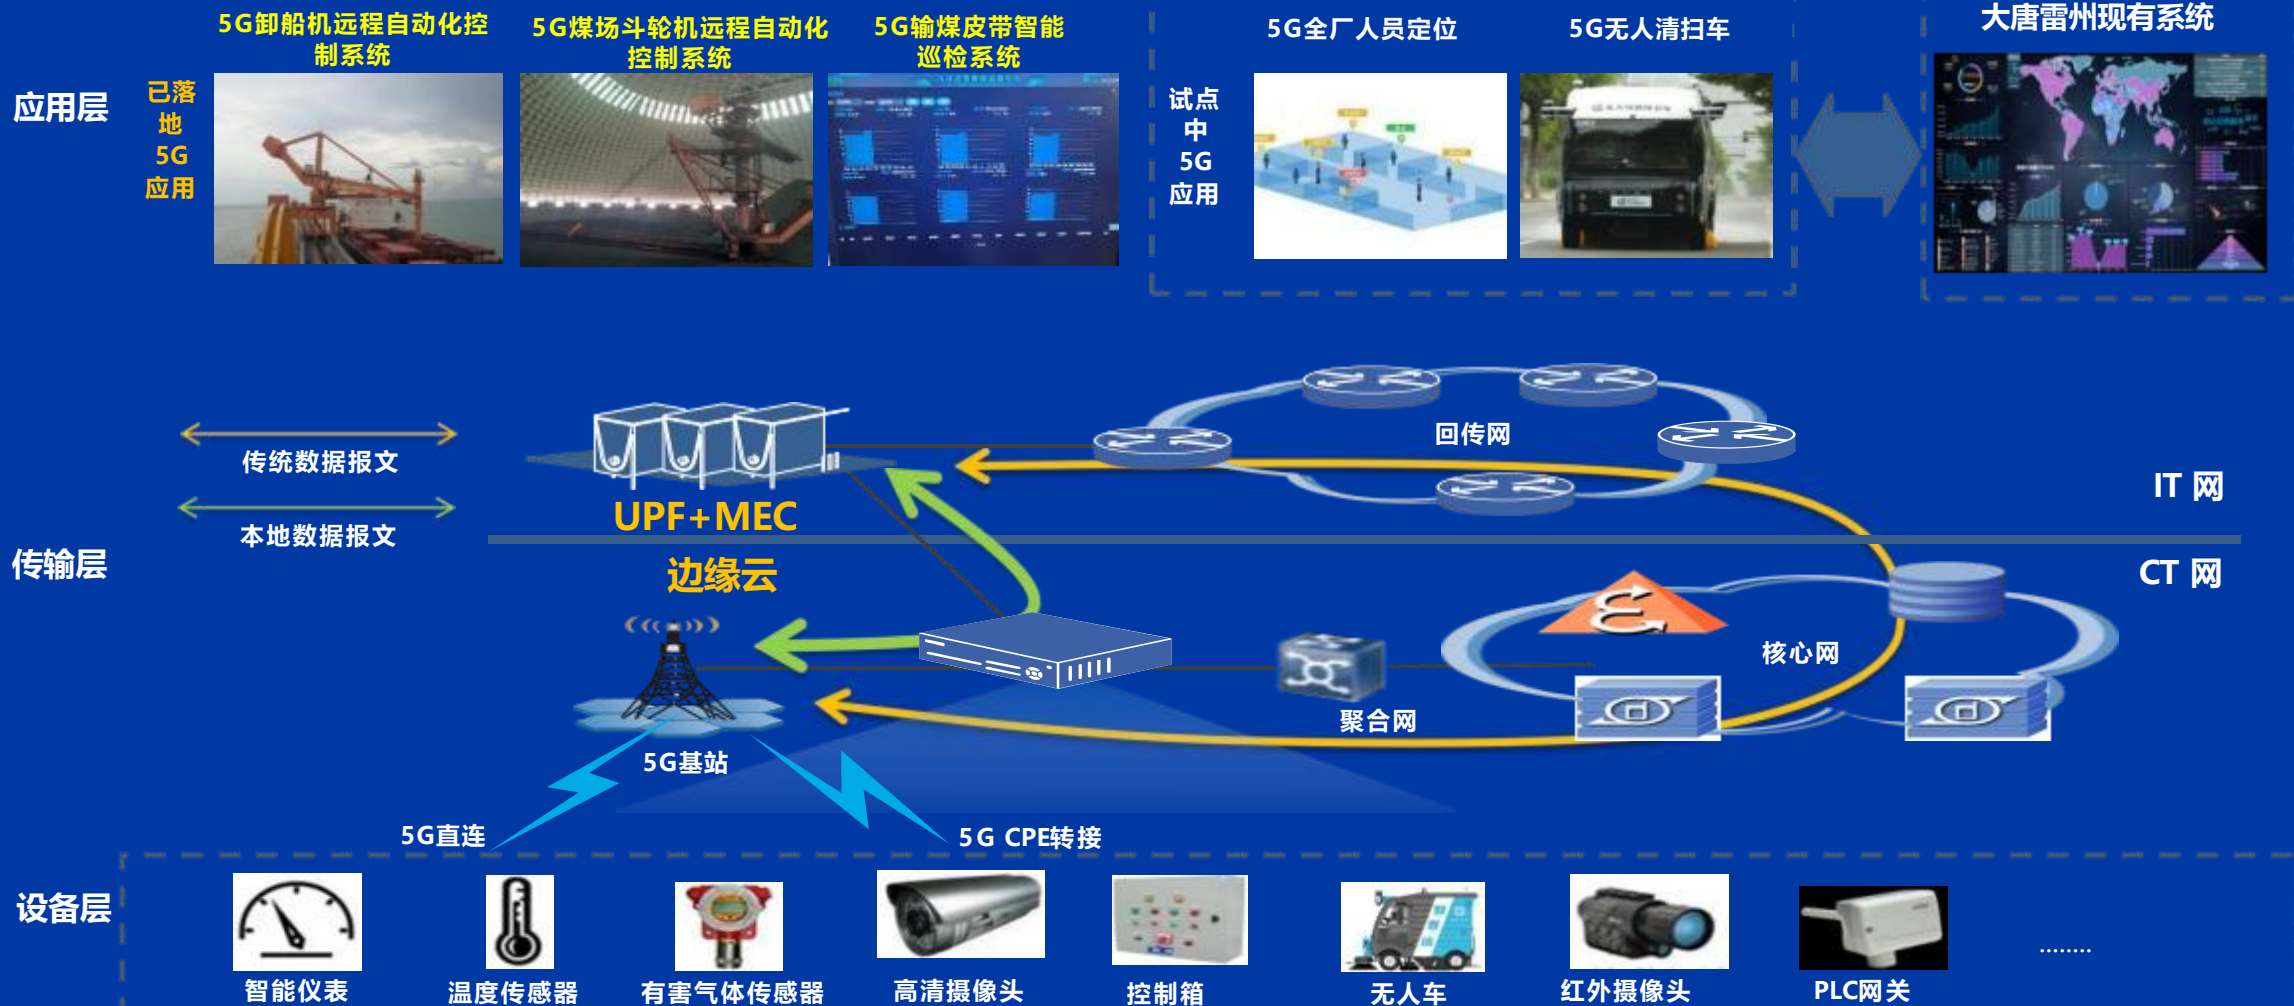 5G卸船机远程自动化控
制系统
5G煤场斗轮机远程自动化
控制系统
5G输煤皮带智能
巡检系统
5G全厂人员定位
5G无人清扫车
大唐雷州现有系统
应用层
已落
地
5G
应用
试点
中
5G
应用
传统数据报文
本地数据报文
回传网
IT 网
UPF+MEC
边缘云
传输层
CT 网
核心网
聚合网
5G基站
5G直连
5G CPE转接
设备层
智能仪表
温度传感器
有害气体传感器
高清摄像头
控制箱
无人车
红外摄像头
PLC网关
........